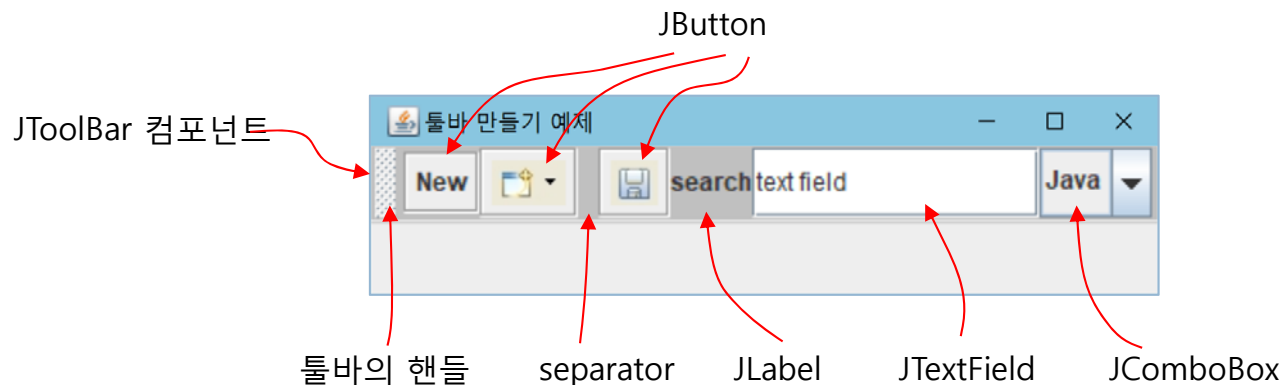 JButton
JToolBar 컴포넌트
툴바 만들기 예제
New
search text field
Java
툴바의 핸들 separator JLabel JTextField JComboBox